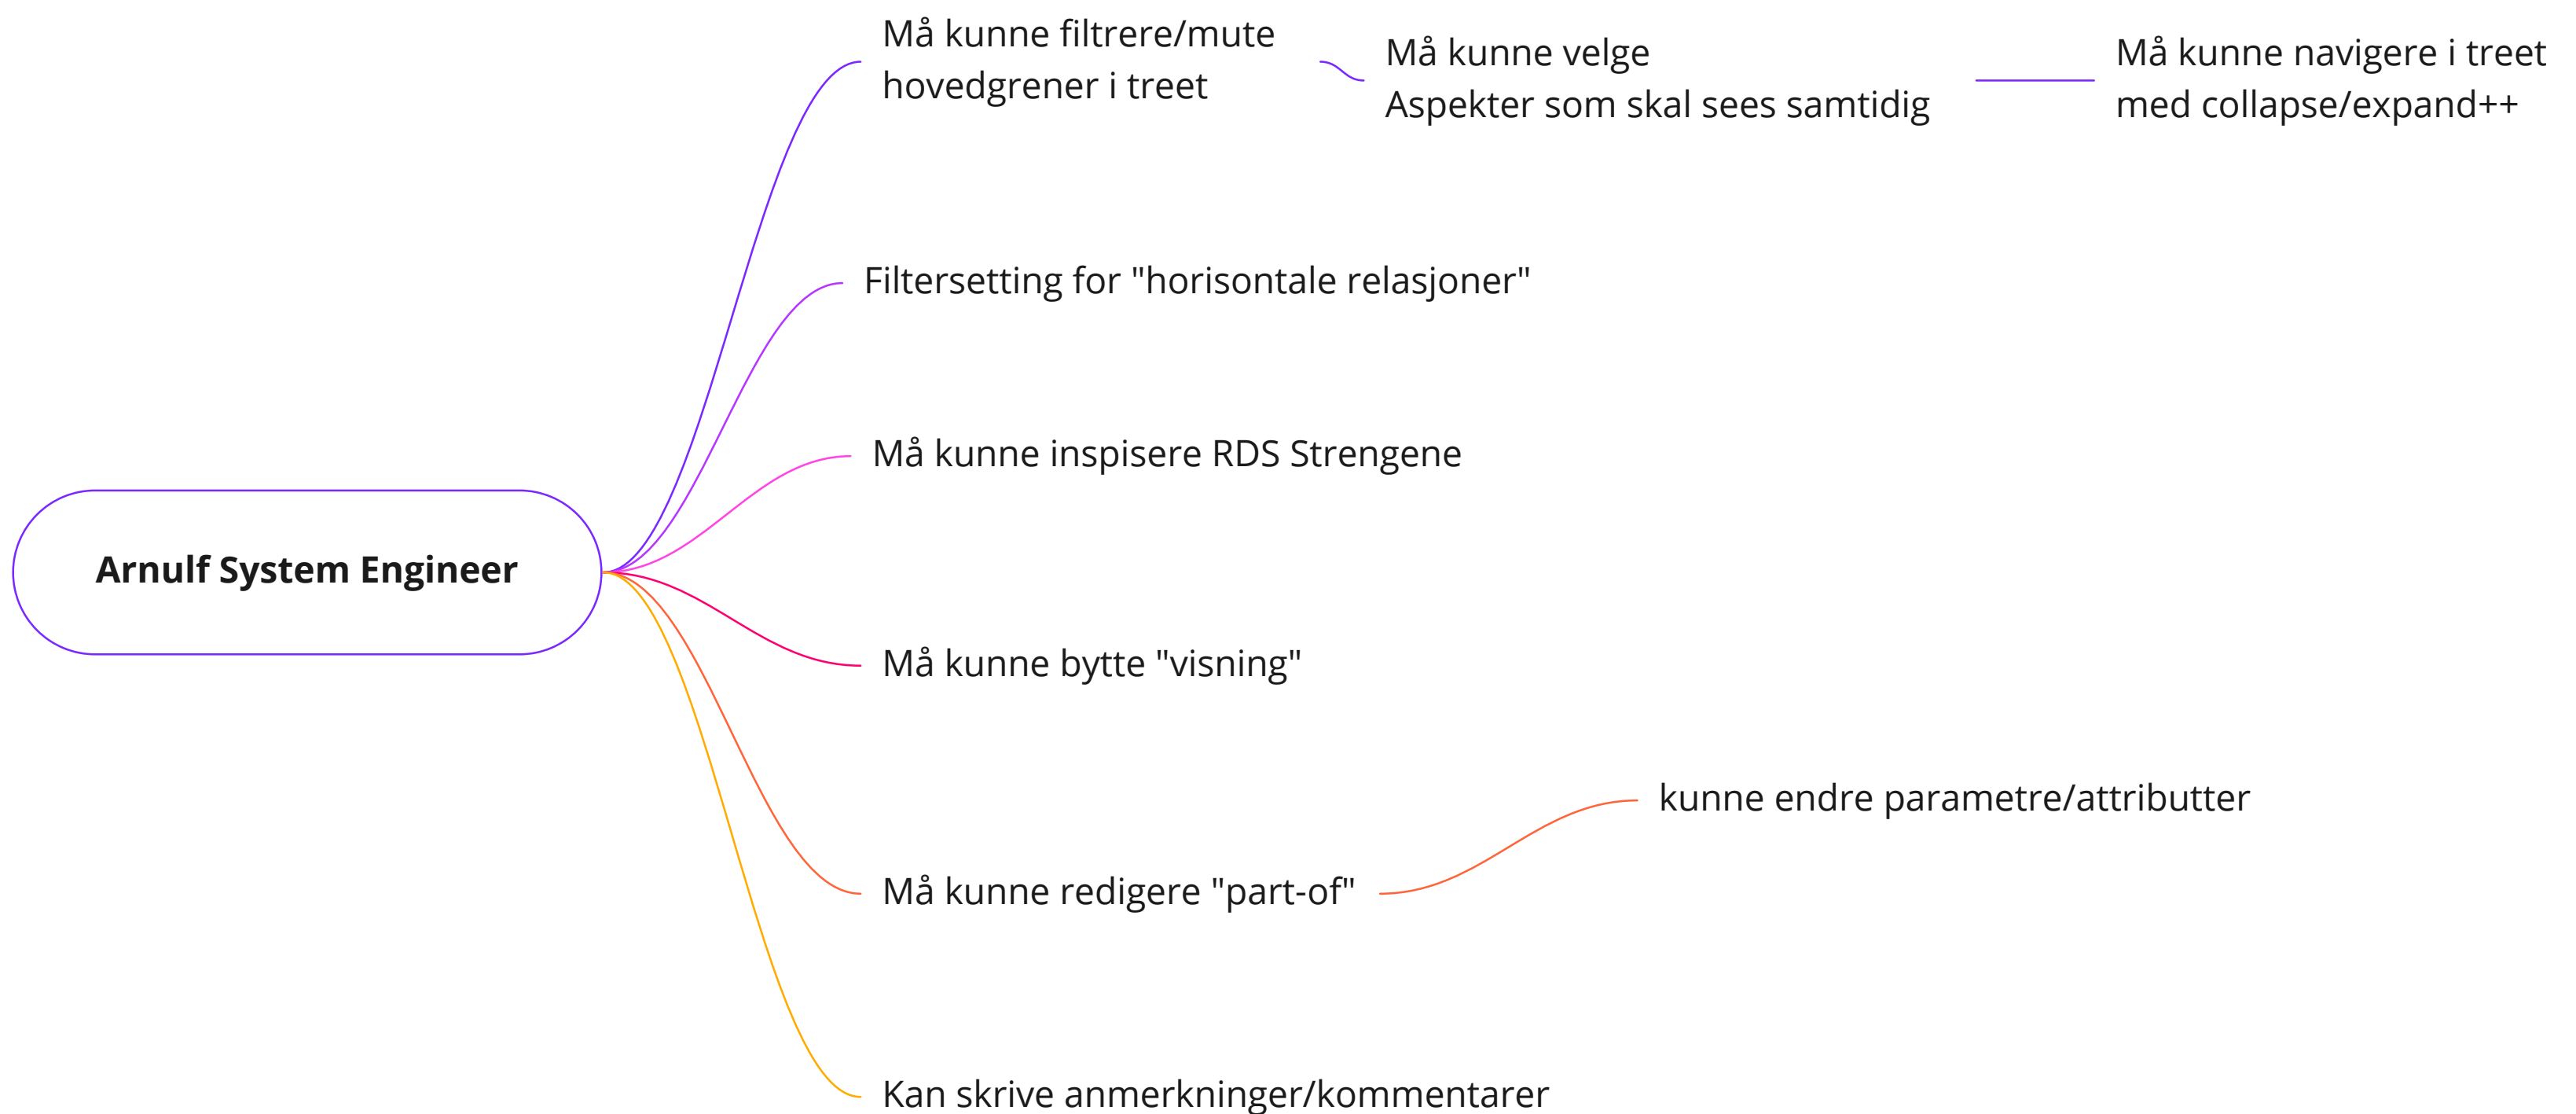 Må kunne filtrere/mute
hovedgrener i treet
Må kunne velge
Aspekter som skal sees samtidig
Må kunne navigere i treet
med collapse/expand++
Filtersetting for "horisontale relasjoner"
Må kunne inspisere RDS Strengene
Arnulf System Engineer
Må kunne bytte "visning"
kunne endre parametre/attributter
Må kunne redigere "part-of"
Kan skrive anmerkninger/kommentarer